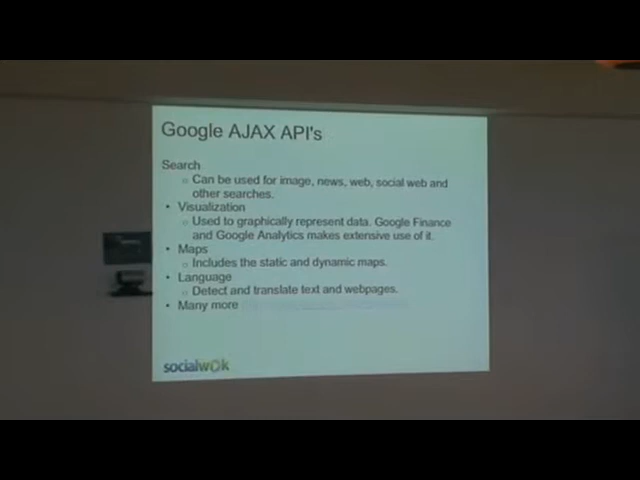 Google AJAX API's
Search
○ Can be used for image, news, web, social web and
other searches.
• Visualization
○ Used to graphically represent data. Google Finance
and Google Analytics makes extensive use of it.
• Maps
○ Includes the static and dynamic maps.
• Language
○ Detect and translate text and webpages.
• Many more
socialwok